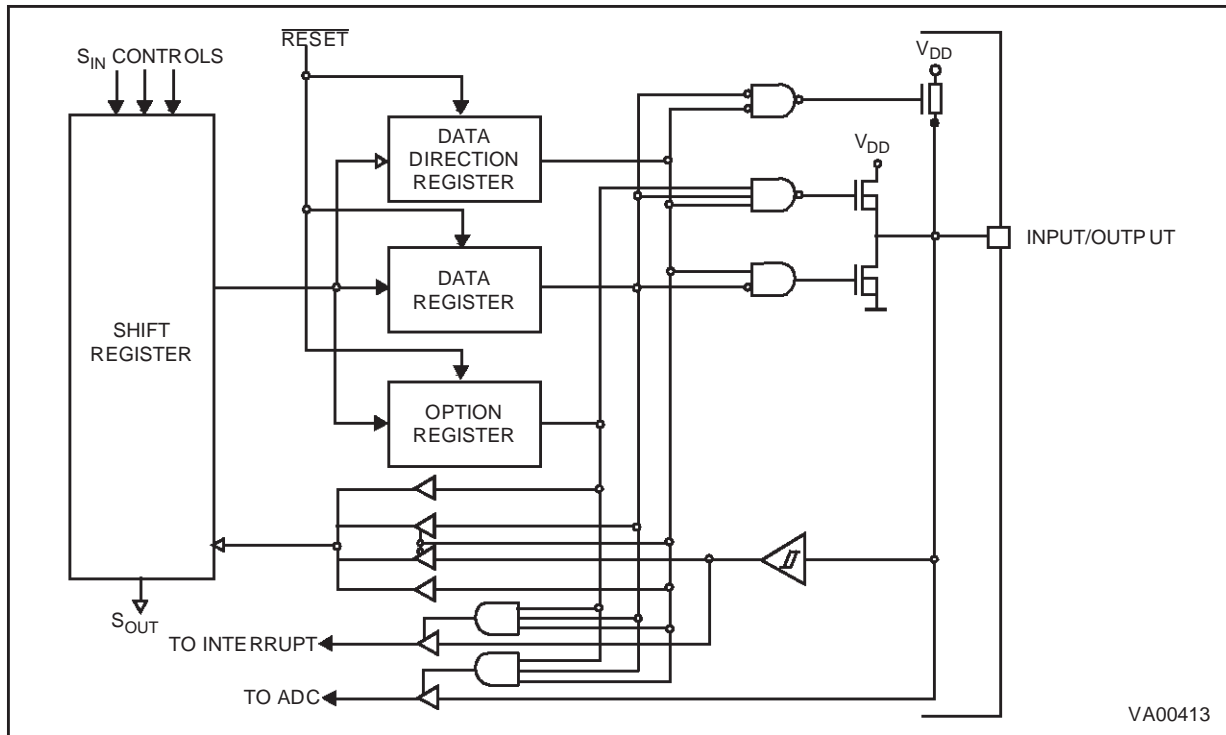 RESET
S_IN CONTROLS
V_DD
DATA
DIRECTION
REGISTER
V_DD
INPUT/OUTPUT
DATA
REGISTER
SHIFT
REGISTER
OPTION
REGISTER
S_OUT
TO INTERRUPT
TO ADC
VA00413